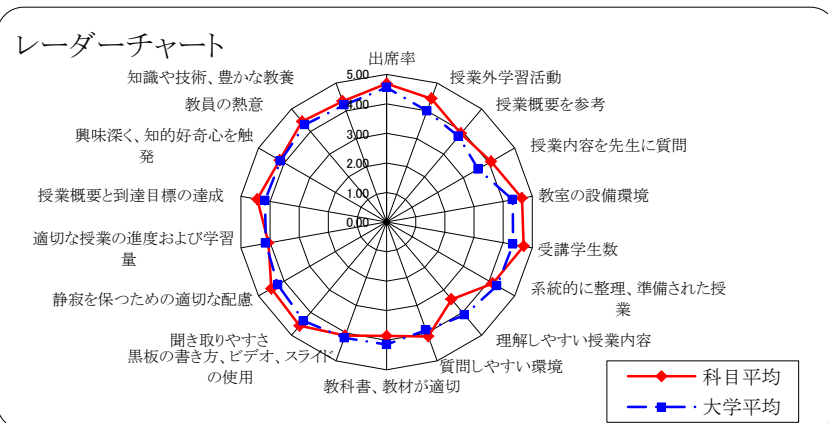 レーダーチャート
出席率
授業外学習活動
授業概要を参考
授業内容を先生に質問
教室の設備環境
受講学生数
系統的に整理、準備された授
業
理解しやすい授業内容
質問しやすい環境
教科書、教材が適切
黒板の書き方、ビデオ、スライド
の使用
聞き取りやすさ
静寂を保つための適切な配慮
適切な授業の進度および学習
量
授業概要と到達目標の達成
興味深く、知的好奇心を触
発
教員の熱意
知識や技術、豊かな教養
5.00
4.00
3.00
2.00
1.00
0.00
科目平均
大学平均